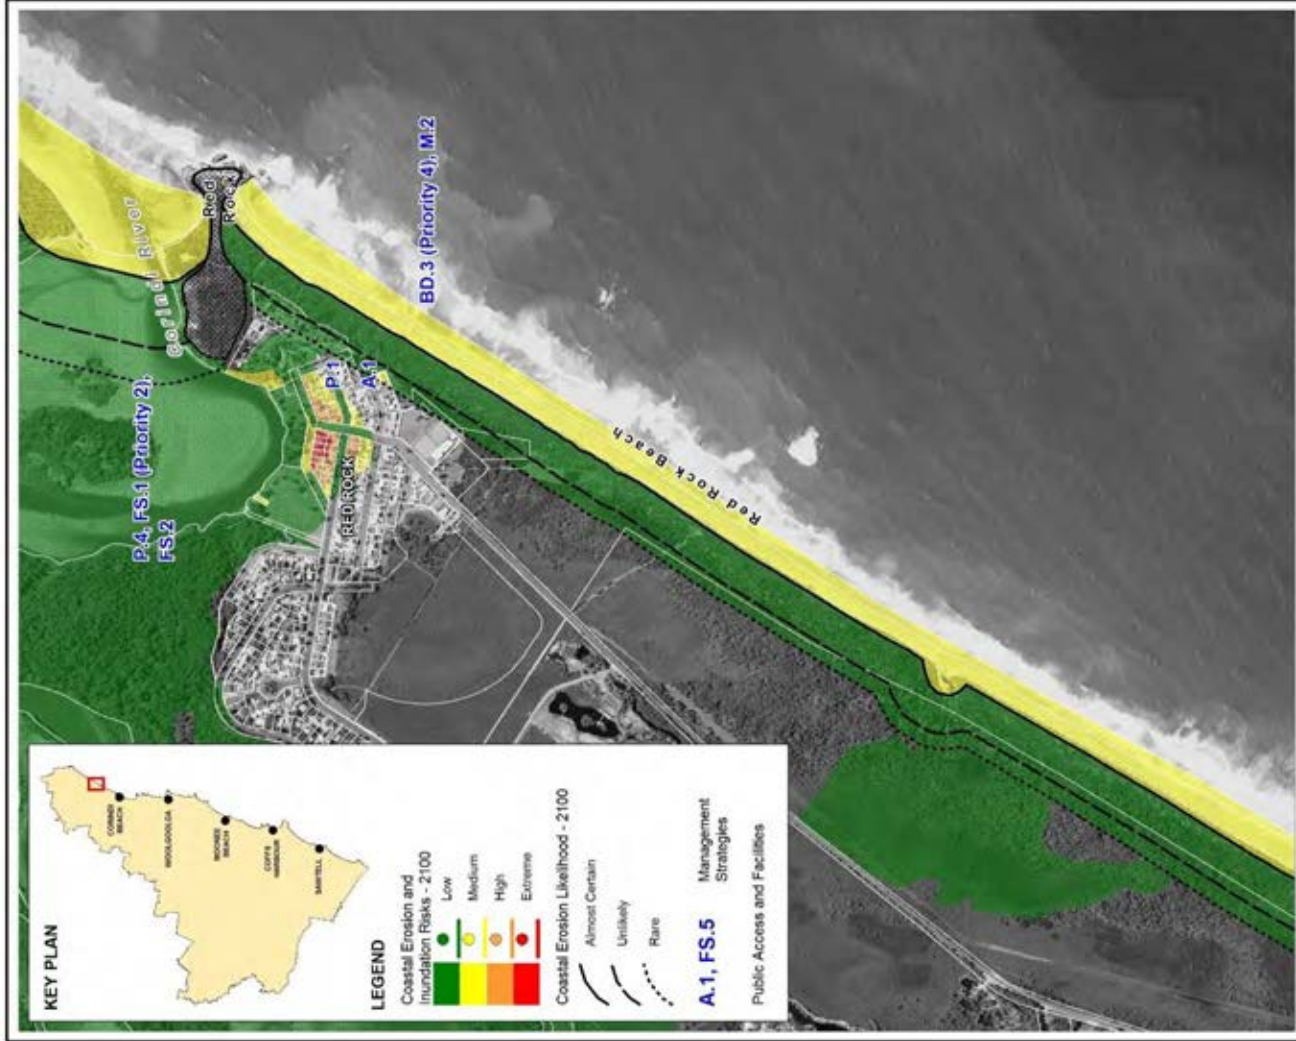 KEY PLAN
CORINDI
BEACH
WOOLGOOLGA
MOONEE
BEACH
COFFS
HARBOUR
SAWTELL
LEGEND
Coastal Erosion and
Inundation Risks - 2100
Low
Medium
High
Extreme
Coastal Erosion Likelihood - 2100
Almost Certain
Unlikely
Rare
A.1, FS.5
Management
Strategies
Public Access and Facilities
P.4, FS.1 (Priority 2),
FS.2
Corindi River
Red
Rock
P.1
A.1
RED ROCK
BD.3 (Priority 4), M.2
Red Rock Beach